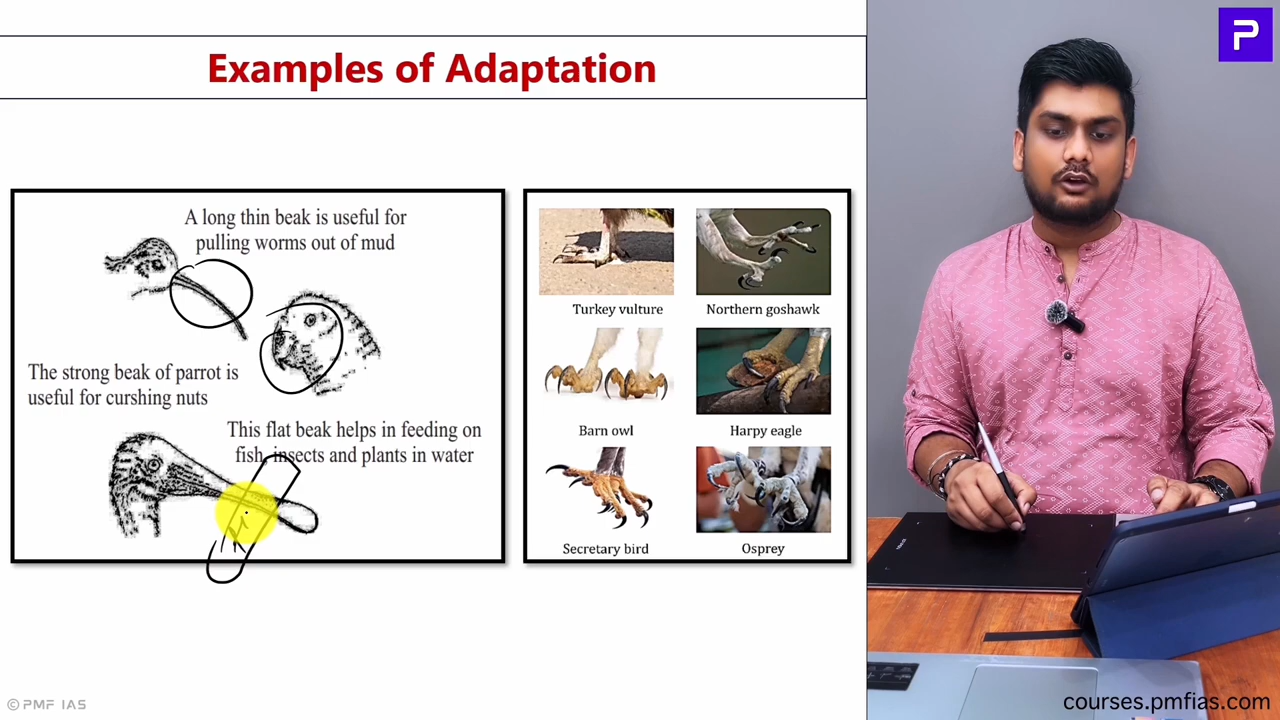 Examples of Adaptation
A long thin beak is useful for
pulling worms out of mud
The strong beak of parrot is
useful for curshing nuts
This flat beak helps in feeding on
fish, insects and plants in water
Turkey vulture
Northern goshawk
Barn owl
Harpy eagle
Secretary bird
Osprey
© PMF IAS
P
courses.pmfias.com